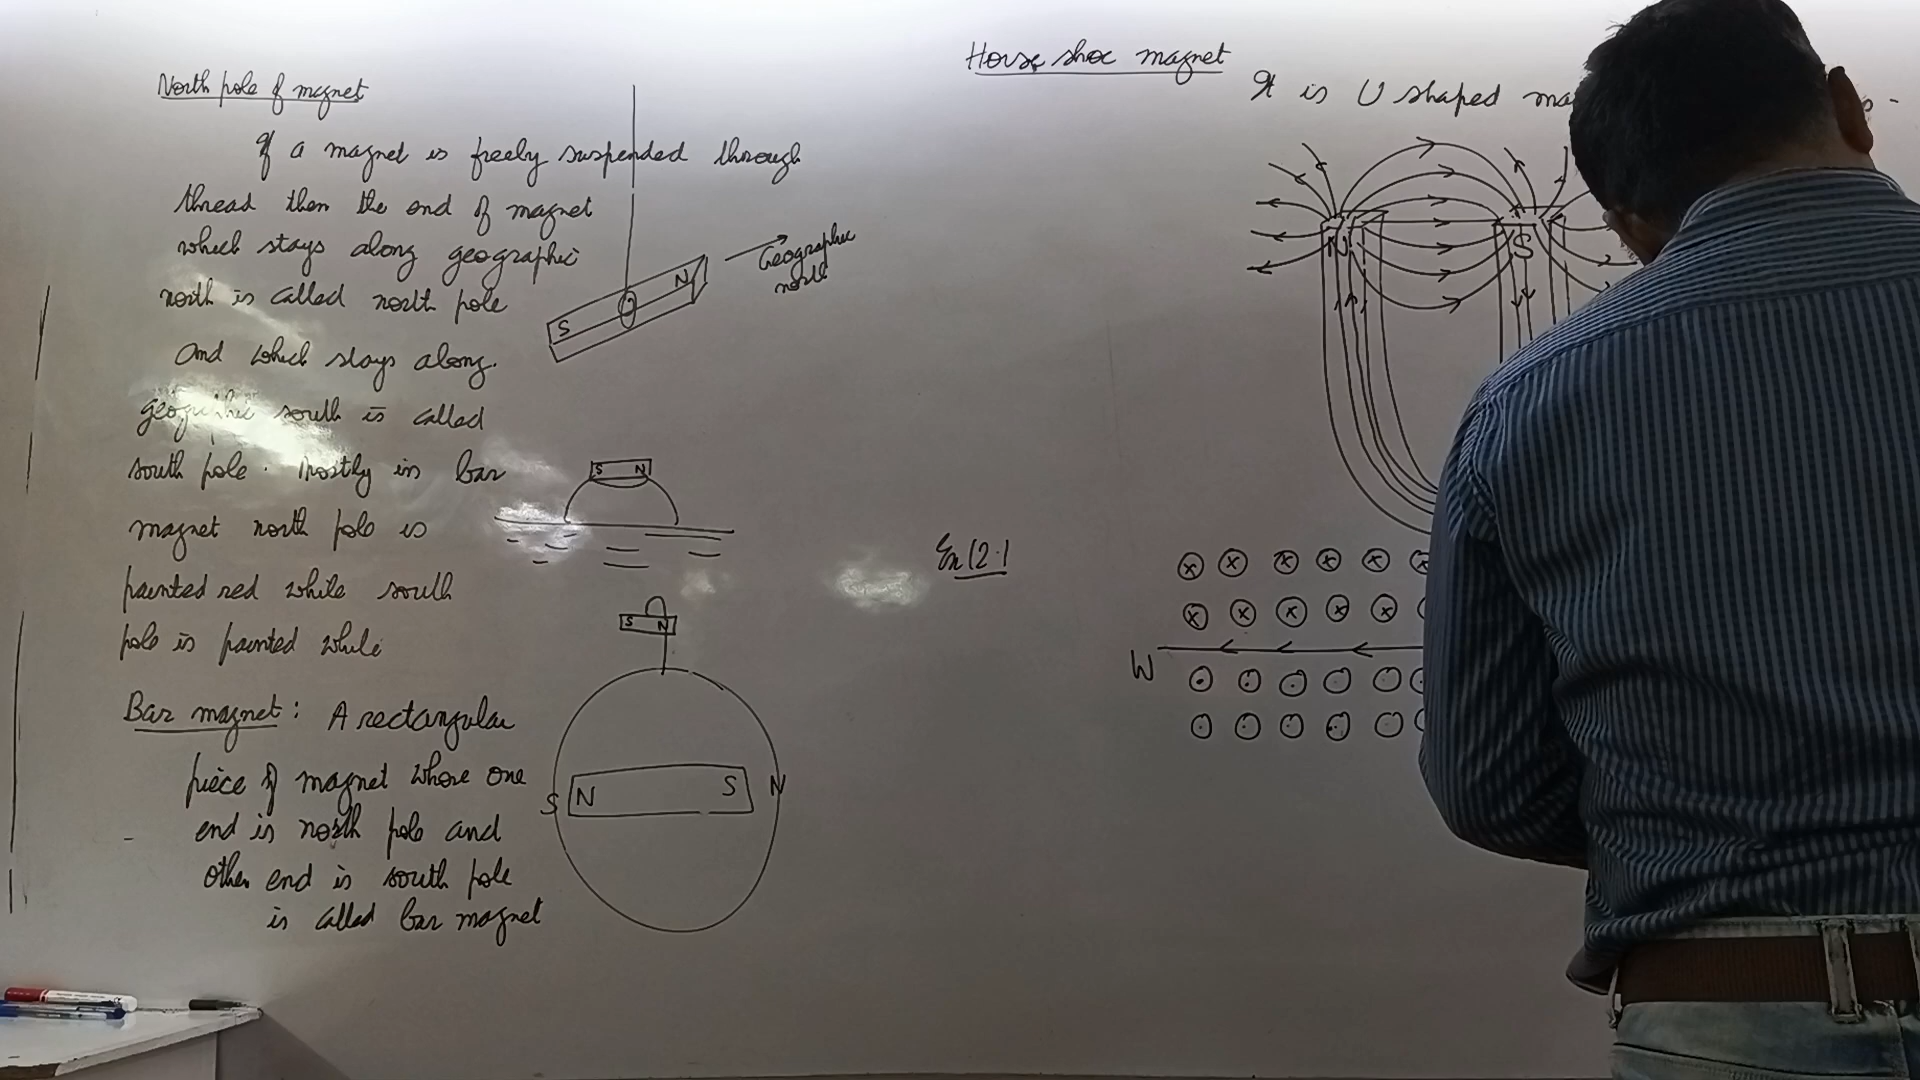 North pole of magnet
If a magnet is freely suspended through
thread then the end of magnet
which stays along geographic
north is called north pole
and which stays along
geographic south is called
south pole. Mostly in bar
magnet north pole is
painted red while south
pole is painted while
Bar magnet: A rectangular
piece of magnet whose one
end is north pole and
other end is south pole
is called bar magnet
S N
Geographic
north
S N
S N
S N S N
Horse shoe magnet
It is U shaped
N S
Ex 12.1
W